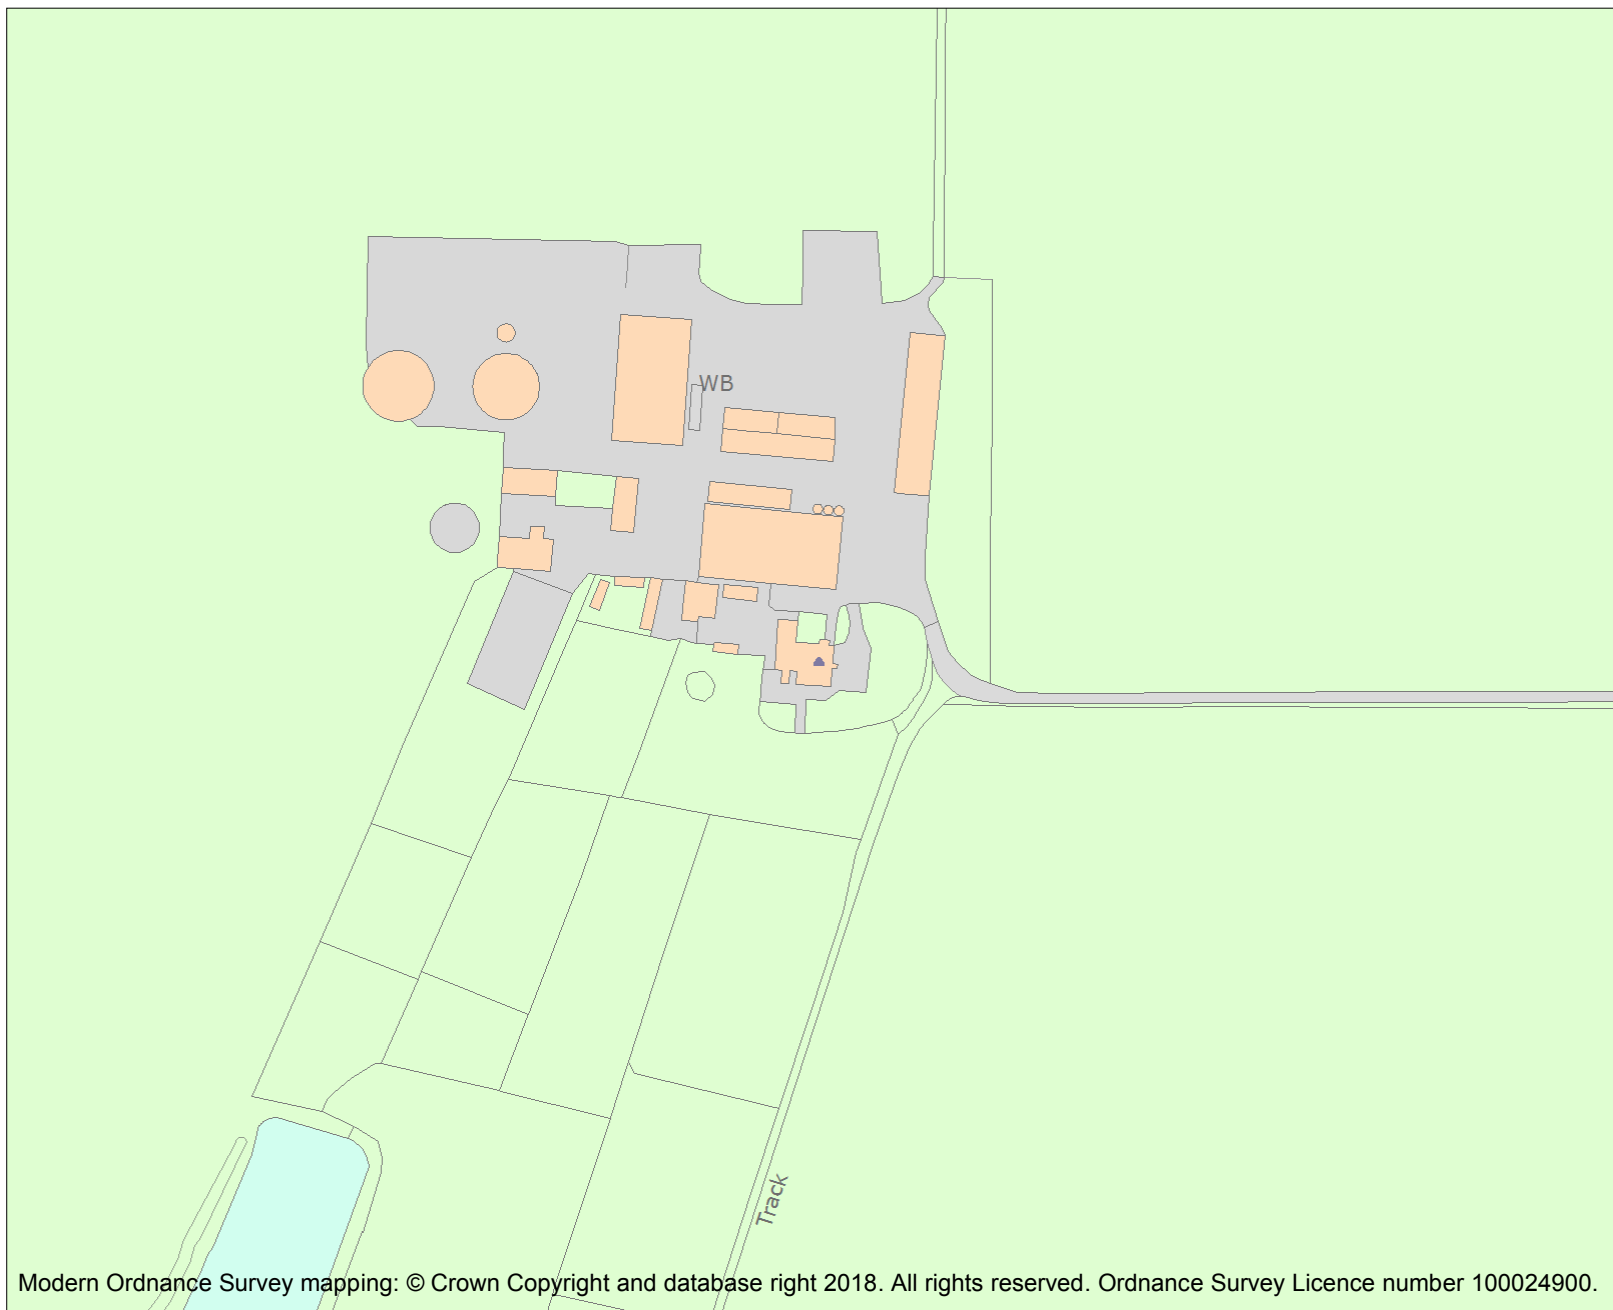 WB
Track
Modern Ordnance Survey mapping: © Crown Copyright and database right 2018. All rights reserved. Ordnance Survey Licence number 100024900.